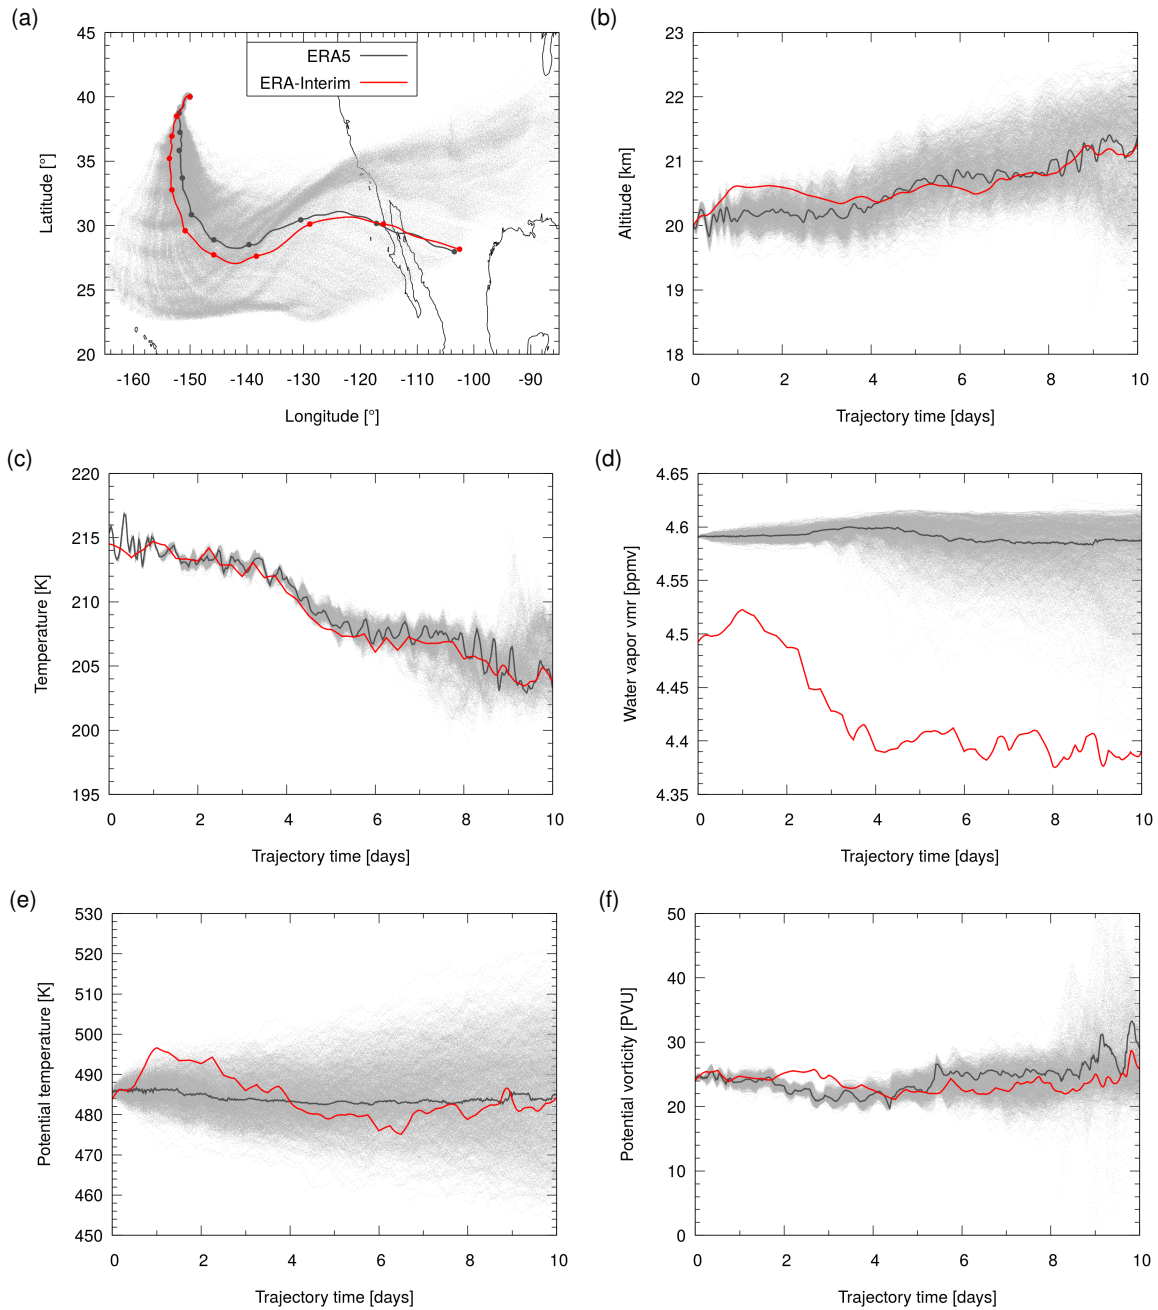 (a)
45
40
35
30
25
20
Latitude [°]
ERA5
ERA-Interim
-160 -150 -140 -130 -120 -110 -100 -90
Longitude [°]
(b)
23
22
21
20
19
18
Altitude [km]
0 2 4 6 8 10
Trajectory time [days]
(c)
220
215
210
205
200
195
Temperature [K]
0 2 4 6 8 10
Trajectory time [days]
(d)
4.65
4.6
4.55
4.5
4.45
4.4
4.35
Water vapor vmr [ppmv]
0 2 4 6 8 10
Trajectory time [days]
(e)
530
520
510
500
490
480
470
460
450
Potential temperature [K]
0 2 4 6 8 10
Trajectory time [days]
(f)
50
40
30
20
10
0
Potential vorticity [PVU]
0 2 4 6 8 10
Trajectory time [days]